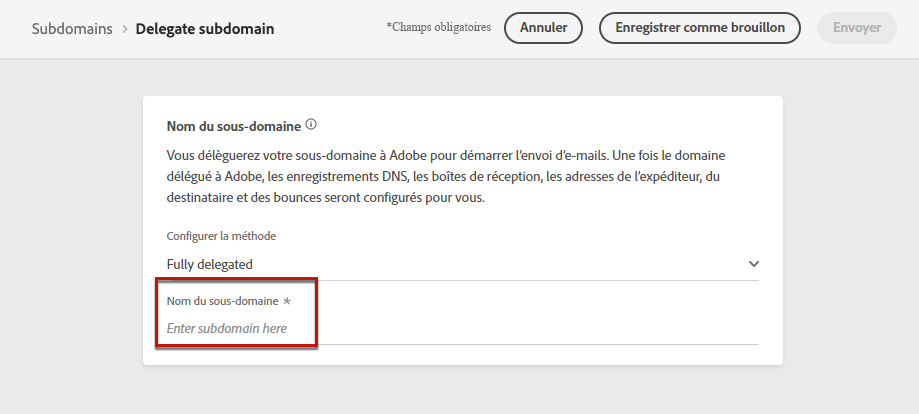 Subdomains > Delegate subdomain
*Champs obligatoires
Annuler
Enregistrer comme brouillon
Envoyer
Nom du sous-domaine
Vous délèguerez votre sous-domaine à Adobe pour démarrer l'envoi d'e-mails. Une fois le domaine
délégué à Adobe, les enregistrements DNS, les boîtes de réception, les adresses de l'expéditeur, du
destinataire et des bounces seront configurés pour vous.
Configurer la méthode
Fully delegated
Nom du sous-domaine *
Enter subdomain here